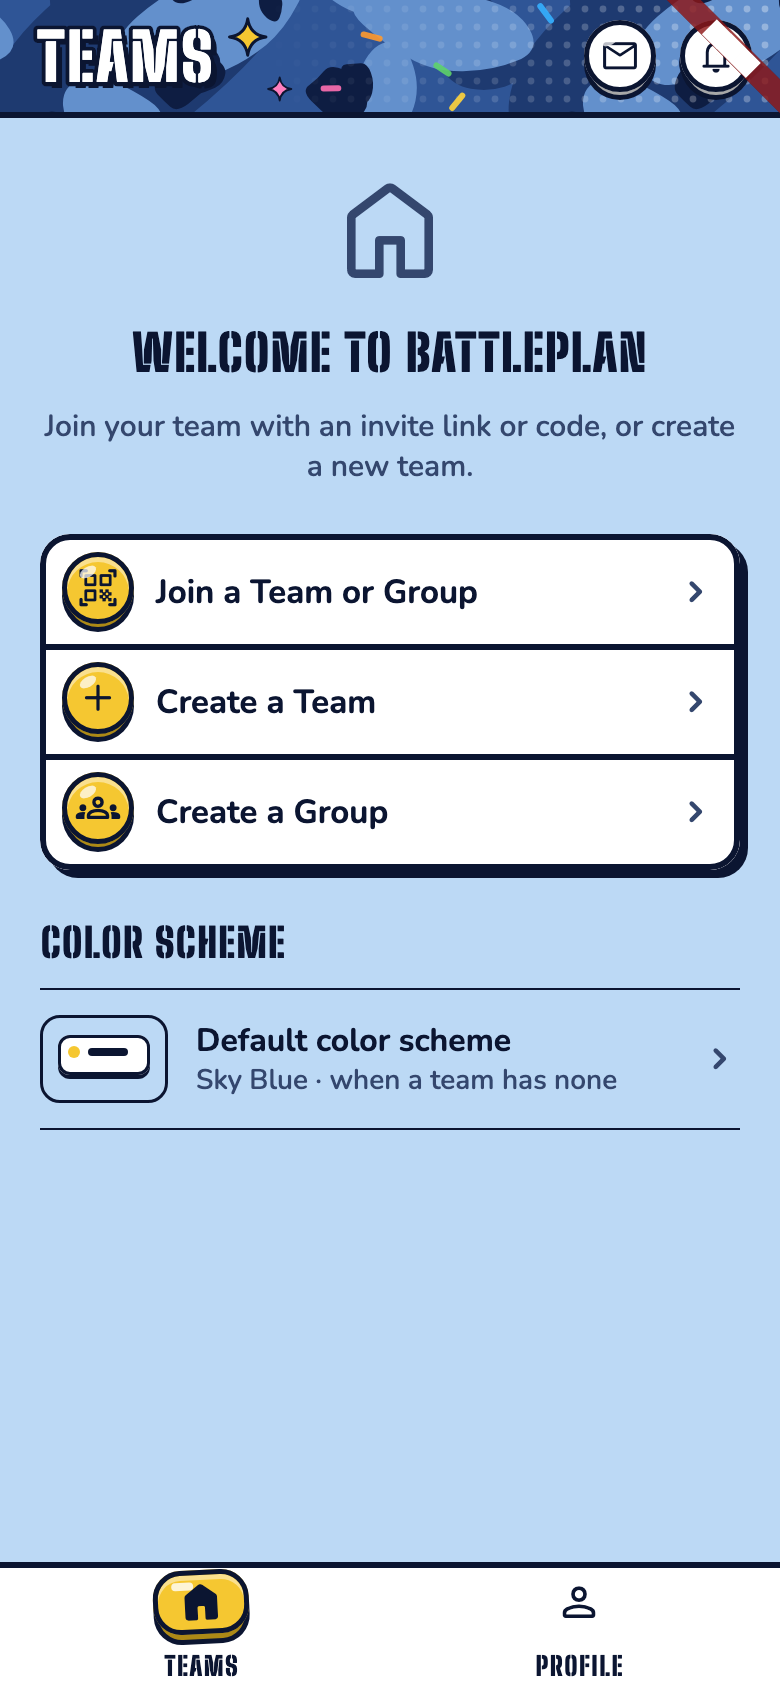 TEAMS
WELCOME TO BATTLEPLAN
Join your team with an invite link or code, or create
a new team.
Join a Team or Group
Create a Team
Create a Group
COLOR SCHEME
Default color scheme
Sky Blue · when a team has none
TEAMS
PROFILE